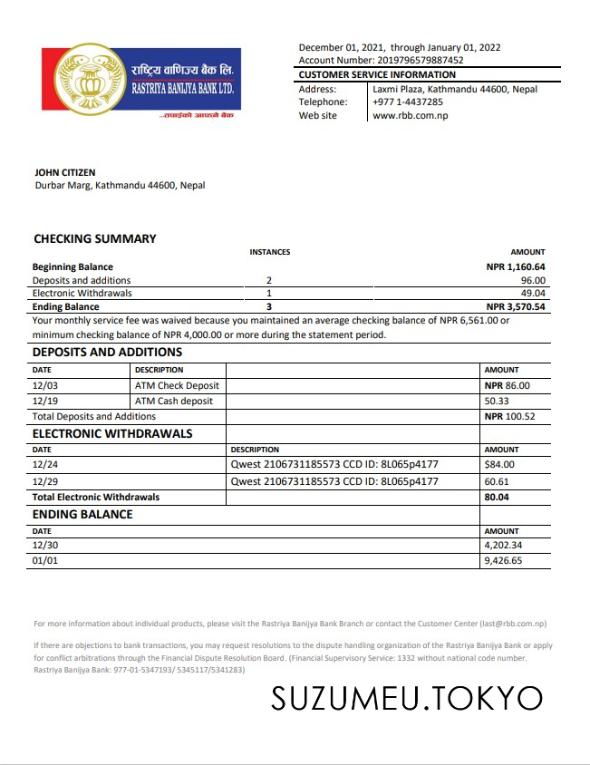 राष्ट्रिय वाणिज्य बैंक लि.
RASTRIYA BANIJYA BANK LTD.
...तपाईंको आफ्नै बैंक
December 01, 2021, through January 01, 2022
Account Number: 2019796579887452
CUSTOMER SERVICE INFORMATION
Address: Laxmi Plaza, Kathmandu 44600, Nepal
Telephone: +977 1-4437285
Web site www.rbb.com.np
JOHN CITIZEN
Durbar Marg, Kathmandu 44600, Nepal
CHECKING SUMMARY
INSTANCES AMOUNT
Beginning Balance NPR 1,160.64
Deposits and additions 2 96.00
Electronic Withdrawals 1 49.04
Ending Balance 3 NPR 3,570.54
Your monthly service fee was waived because you maintained an average checking balance of NPR 6,561.00 or
minimum checking balance of NPR 4,000.00 or more during the statement period.
DEPOSITS AND ADDITIONS
DATE DESCRIPTION AMOUNT
12/03 ATM Check Deposit NPR 86.00
12/19 ATM Cash deposit 50.33
Total Deposits and Additions NPR 100.52
ELECTRONIC WITHDRAWALS
DATE DESCRIPTION AMOUNT
12/24 Qwest 2106731185573 CCD ID: 8L065p4177 $84.00
12/29 Qwest 2106731185573 CCD ID: 8L065p4177 60.61
Total Electronic Withdrawals 80.04
ENDING BALANCE
DATE AMOUNT
12/30 4,202.34
01/01 9,426.65
For more information about individual products, please visit the Rastriya Banijya Bank Branch or contact the Customer Center (last@rbb.com.np)
If there are objections to bank transactions, you may request resolutions to the dispute handling organization of the Rastriya Banijya Bank or apply
for conflict arbitrations through the Financial Dispute Resolution Board. (Financial Supervisory Service: 1332 without national code number.
Rastriya Banijya Bank: 977-01-5347193/ 5345117/5341283)
SUZUMEU.TOKYO